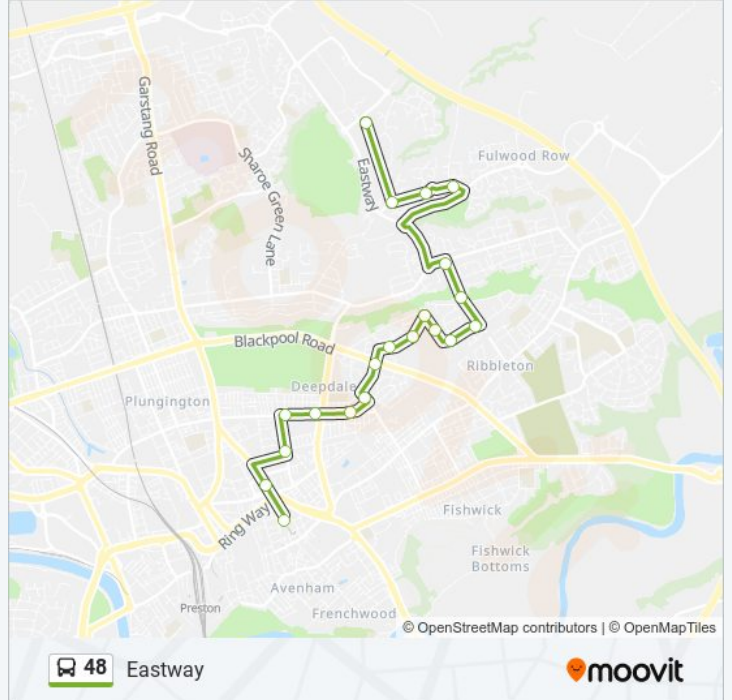 Garstang Road
Sharoe Green Lane
Eastway
Fulwood Row
Blackpool Road
Ribbleton
Deepdale
Plungington
Ring Way
Fishwick
Fishwick
Bottoms
Avenham
Preston
Frenchwood
© OpenStreetMap contributors | © OpenMapTiles
48 Eastway
moovit